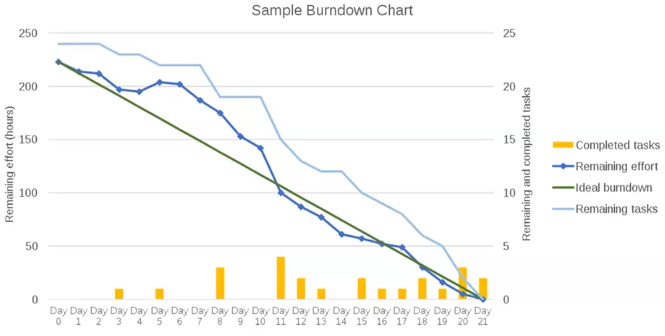 Sample Burndown Chart
250
200
150
100
50
0
Remaining effort (hours)
25
20
15
10
5
0
Remaining and completed tasks
Day 0
Day 1
Day 2
Day 3
Day 4
Day 5
Day 6
Day 7
Day 8
Day 9
Day 10
Day 11
Day 12
Day 13
Day 14
Day 15
Day 16
Day 17
Day 18
Day 19
Day 20
Day 21
Completed tasks
Remaining effort
Ideal burndown
Remaining tasks